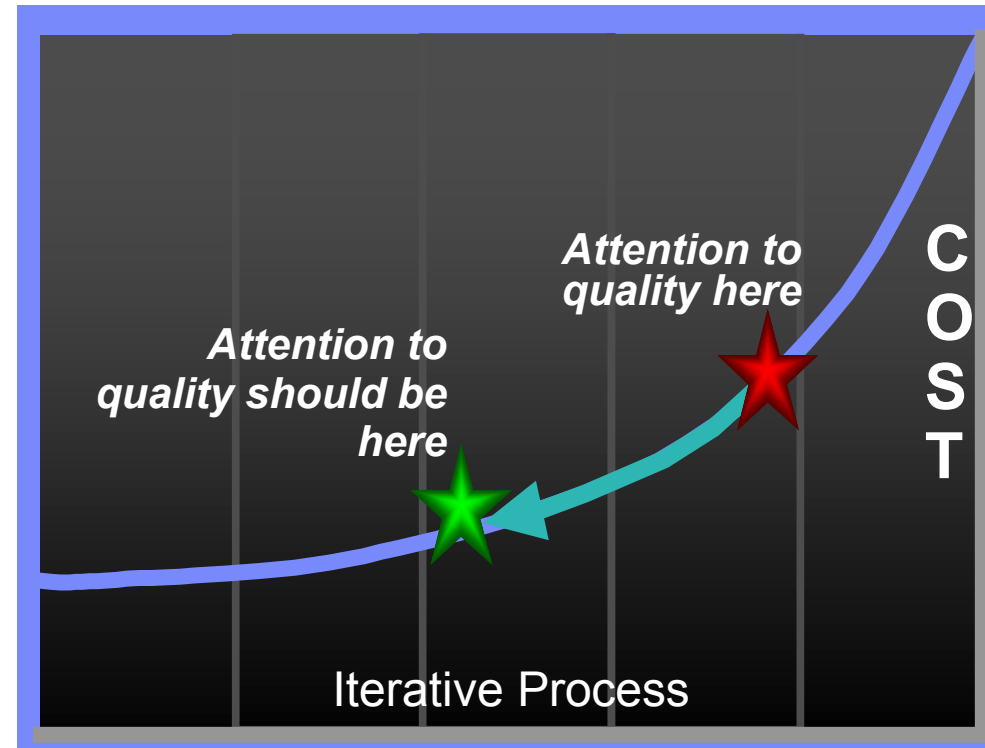 Attention to
quality here
Attention to
quality should be
here
C
O
S
T
Iterative Process